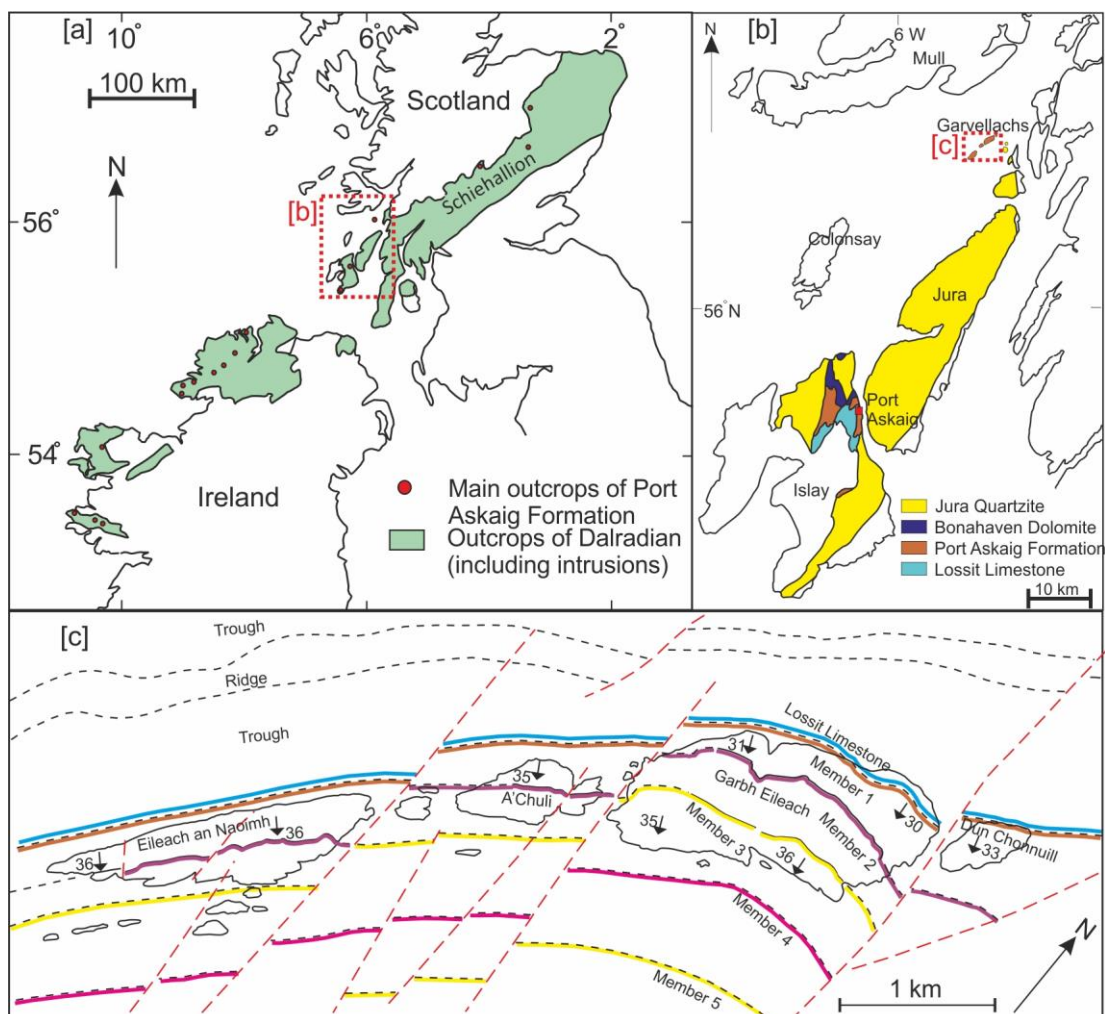 [a]
10°
6°
2°
100 km
Scotland
N
Schiehallion
[b]
56°
54°
Ireland
Main outcrops of Port
Askaig Formation
Outcrops of Dalradian
(including intrusions)
[b]
6 W
N
Mull
Garvellachs
[c]
Colonsay
56°N
Jura
Port
Askaig
Islay
Jura Quartzite
Bonahaven Dolomite
Port Askaig Formation
Lossit Limestone
10 km
[c]
Trough
Ridge
Trough
Lossit Limestone
31
Member 1
35
A'Chuli
Garbh Eileach
Eileach an Naoimh
36
36
35
Member 3
Member 2
30
Dun Chonnuill
33
36
Member 4
Member 5
N
1 km